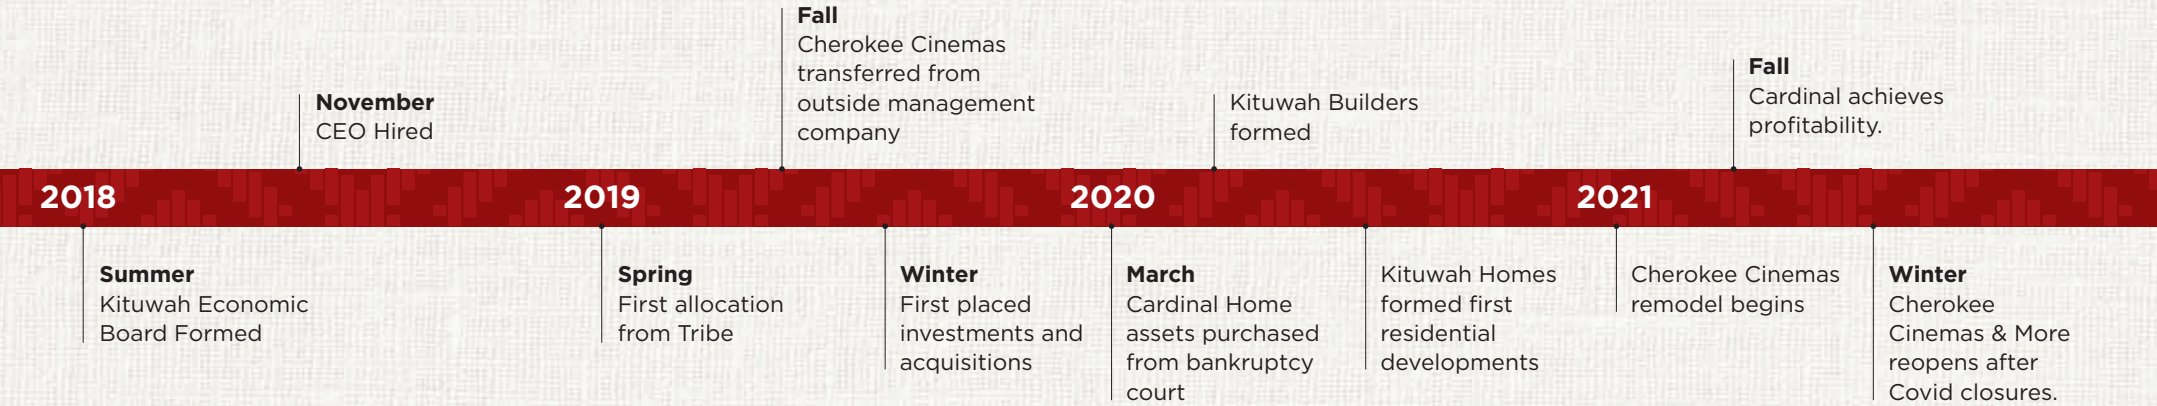 2018
Summer
Kituwah Economic
Board Formed
November
CEO Hired
2019
Spring
First allocation
from Tribe
Fall
Cherokee Cinemas
transferred from
outside management
company
Winter
First placed
investments and
acquisitions
2020
March
Cardinal Home
assets purchased
from bankruptcy
court
Kituwah Builders
formed
Kituwah Homes
formed first
residential
developments
2021
Cherokee Cinemas
remodel begins
Fall
Cardinal achieves
profitability.
Winter
Cherokee
Cinemas & More
reopens after
Covid closures.